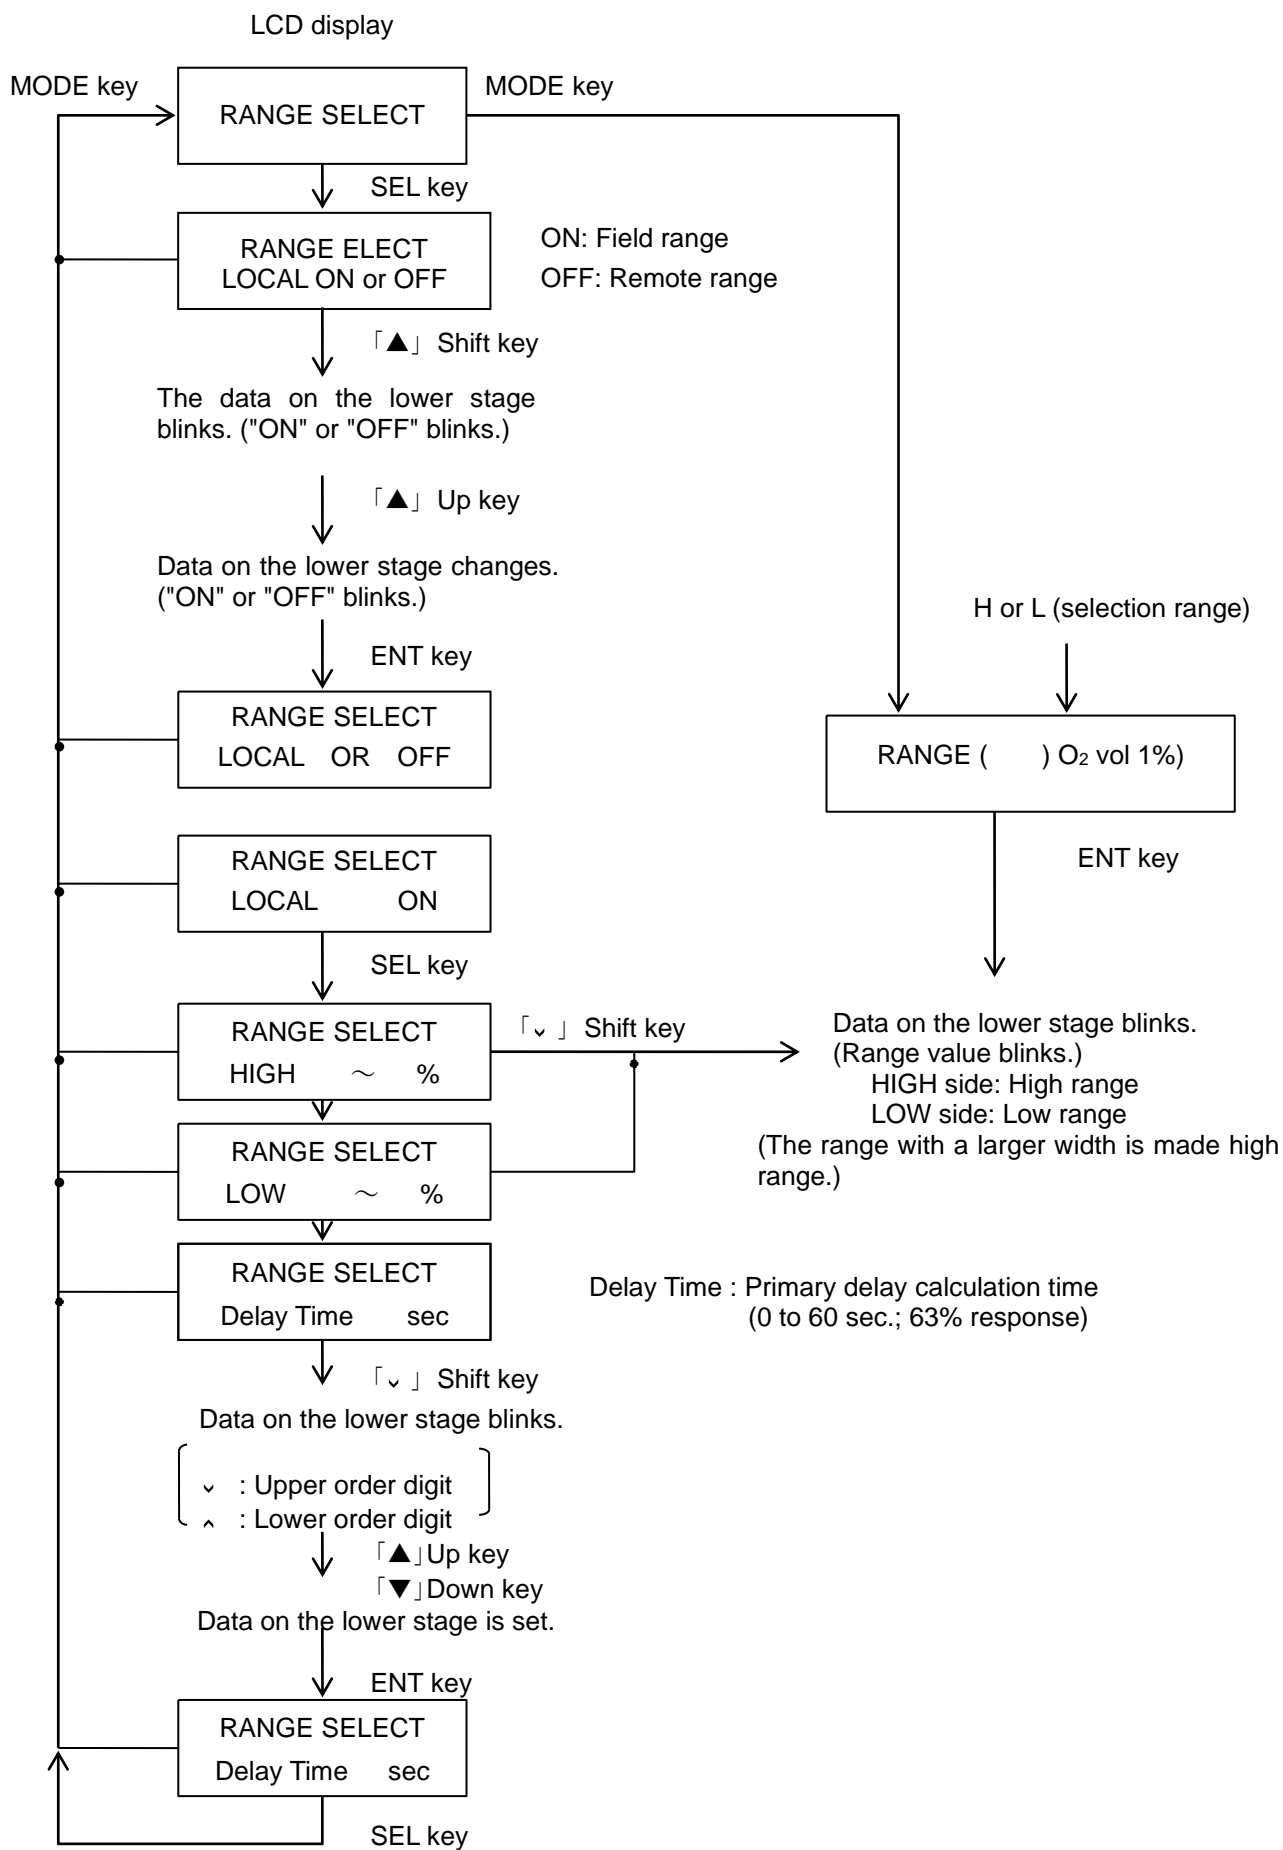 LCD display
MODE key
RANGE SELECT
MODE key
SEL key
RANGE ELECT
LOCAL ON or OFF
ON: Field range
OFF: Remote range
「▲」 Shift key
The data on the lower stage
blinks. ("ON" or "OFF" blinks.)
「▲」 Up key
Data on the lower stage changes.
("ON" or "OFF" blinks.)
H or L (selection range)
ENT key
RANGE SELECT
LOCAL OR OFF
RANGE ( ) O₂ vol 1%)
ENT key
RANGE SELECT
LOCAL ON
SEL key
RANGE SELECT
HIGH ～ %
「⌄」 Shift key
Data on the lower stage blinks.
(Range value blinks.)
HIGH side: High range
LOW side: Low range
(The range with a larger width is made high
range.)
RANGE SELECT
LOW ～ %
RANGE SELECT
Delay Time sec
Delay Time : Primary delay calculation time
(0 to 60 sec.; 63% response)
「⌄」 Shift key
Data on the lower stage blinks.
⌄ : Upper order digit
⌃ : Lower order digit
「▲」Up key
「▼」Down key
Data on the lower stage is set.
ENT key
RANGE SELECT
Delay Time sec
SEL key